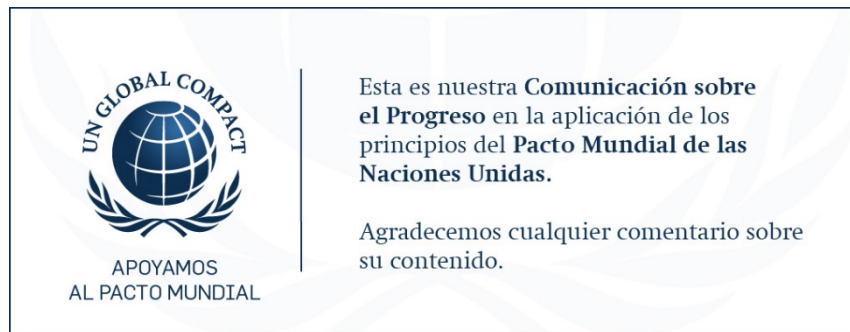 UN GLOBAL COMPACT
APOYAMOS
AL PACTO MUNDIAL
Esta es nuestra Comunicación sobre
el Progreso en la aplicación de los
principios del Pacto Mundial de las
Naciones Unidas.
Agradecemos cualquier comentario sobre
su contenido.